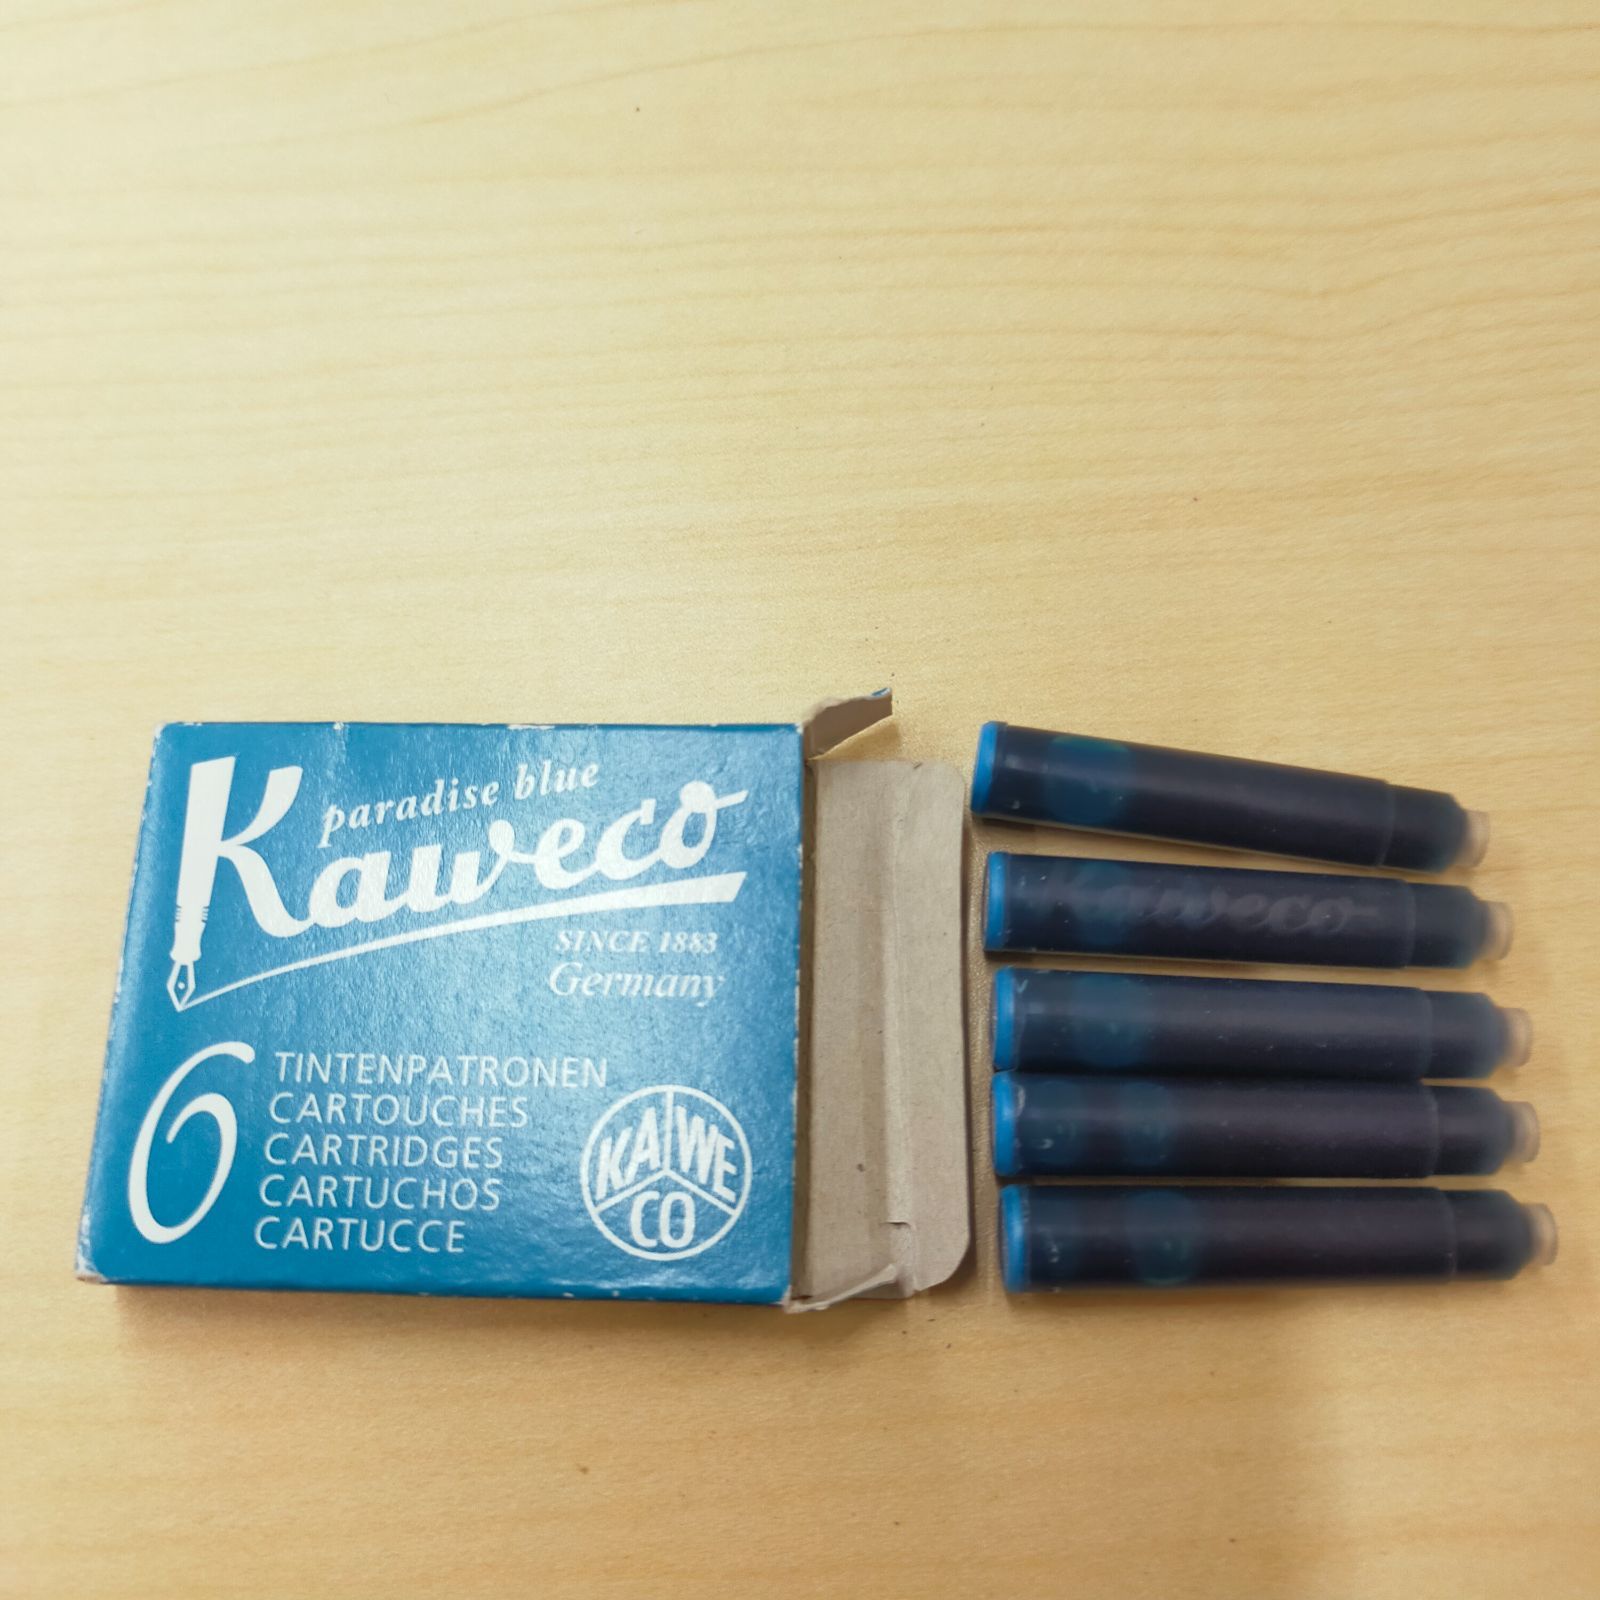 paradise blue
Kaweco
SINCE 1883
Germany
6
TINTENPATRONEN
CARTOUCHES
CARTRIDGES
CARTUCHOS
CARTUCCE
KA WE CO
Kaweco